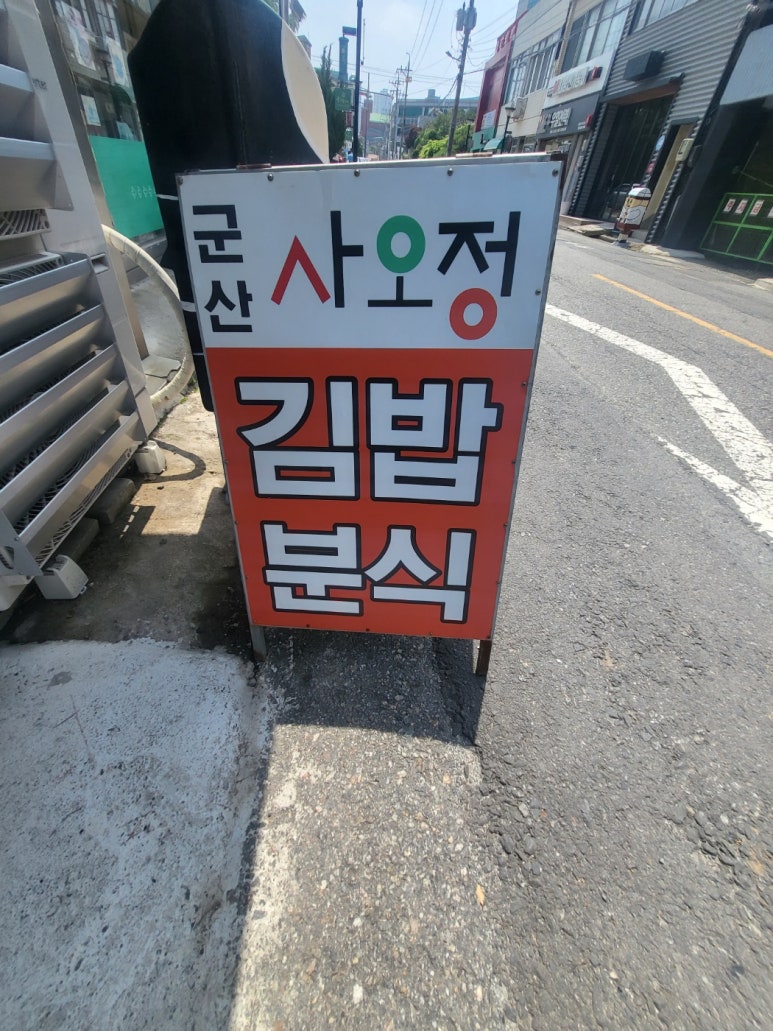 군산 사오정
김밥
분식